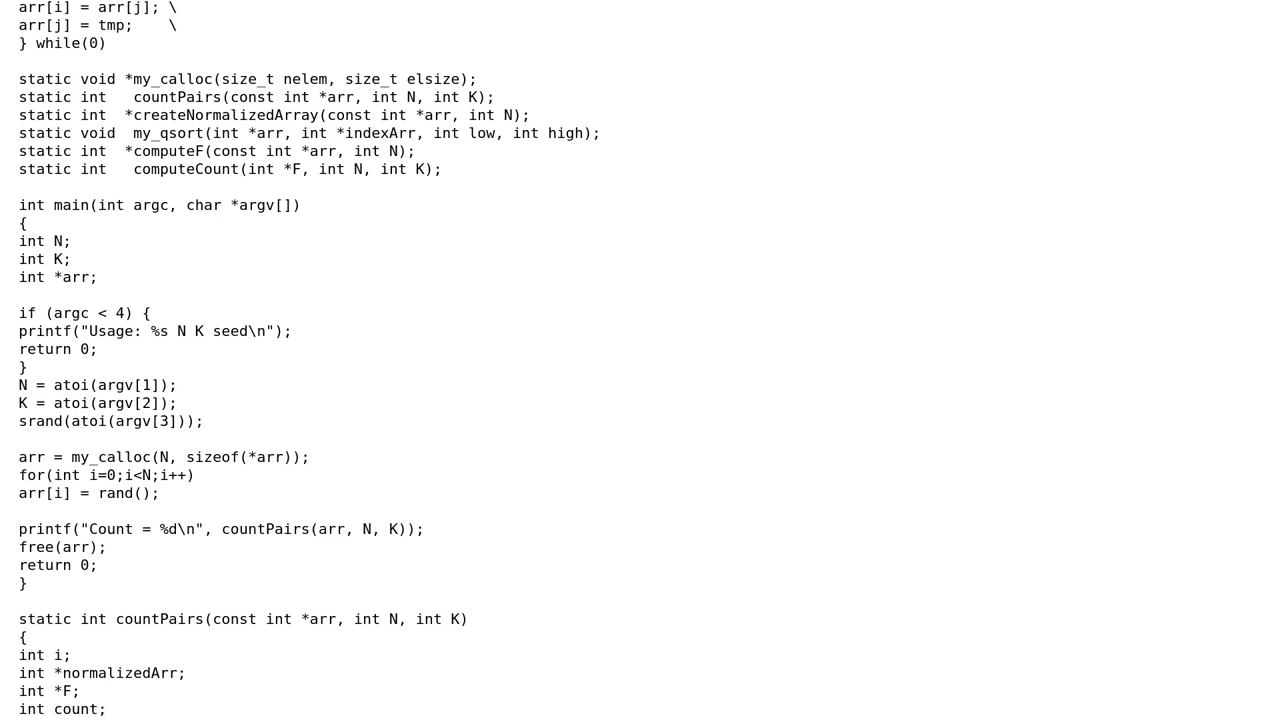 arr[i] = arr[j]; \
arr[j] = tmp;    \
} while(0)

static void *my_calloc(size_t nelem, size_t elsize);
static int   countPairs(const int *arr, int N, int K);
static int  *createNormalizedArray(const int *arr, int N);
static void  my_qsort(int *arr, int *indexArr, int low, int high);
static int  *computeF(const int *arr, int N);
static int   computeCount(int *F, int N, int K);

int main(int argc, char *argv[])
{
int N;
int K;
int *arr;

if (argc < 4) {
printf("Usage: %s N K seed\n");
return 0;
}
N = atoi(argv[1]);
K = atoi(argv[2]);
srand(atoi(argv[3]));

arr = my_calloc(N, sizeof(*arr));
for(int i=0;i<N;i++)
arr[i] = rand();

printf("Count = %d\n", countPairs(arr, N, K));
free(arr);
return 0;
}

static int countPairs(const int *arr, int N, int K)
{
int i;
int *normalizedArr;
int *F;
int count;